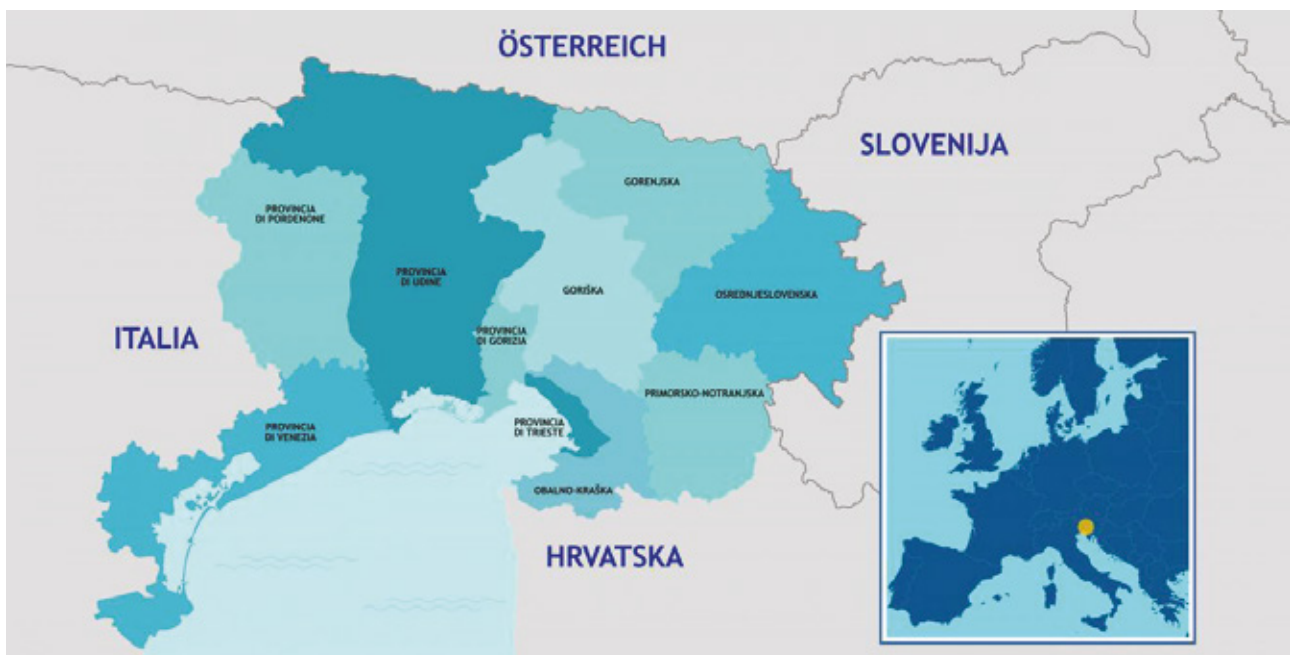 ÖSTERREICH
SLOVENIJA
GORENJSKA
PROVINCIA
DI PORDENONE
PROVINCIA
DI UDINE
GORIŠKA
OSREDNJESLOVENSKA
ITALIA
PROVINCIA
DI GORIZIA
PRIMORSKO-NOTRANJSKA
PROVINCIA
DI VENEZIA
PROVINCIA
DI TRIESTE
OBALNO-KRAŠKA
HRVATSKA